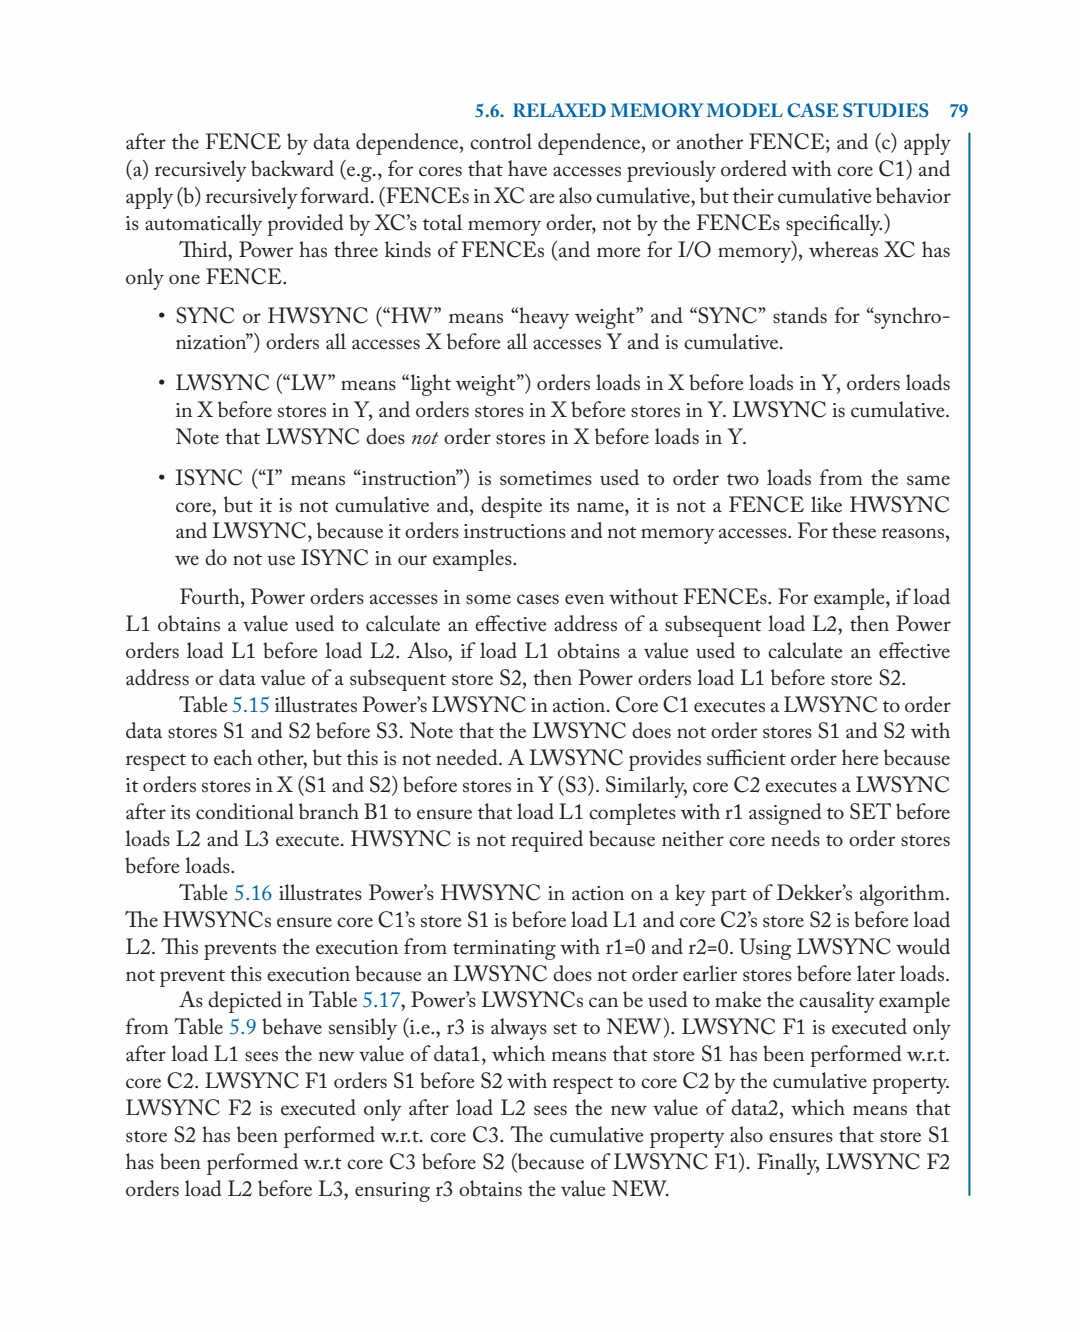 5.6. RELAXED MEMORY MODEL CASE STUDIES 79
after the FENCE by data dependence, control dependence, or another FENCE; and (c) apply
(a) recursively backward (e.g., for cores that have accesses previously ordered with core C1) and
apply (b) recursively forward. (FENCEs in XC are also cumulative, but their cumulative behavior
is automatically provided by XC’s total memory order, not by the FENCEs specifically.)
Third, Power has three kinds of FENCEs (and more for I/O memory), whereas XC has
only one FENCE.
• SYNC or HWSYNC (“HW” means “heavy weight” and “SYNC” stands for “synchro-
nization”) orders all accesses X before all accesses Y and is cumulative.
• LWSYNC (“LW” means “light weight”) orders loads in X before loads in Y, orders loads
in X before stores in Y, and orders stores in X before stores in Y. LWSYNC is cumulative.
Note that LWSYNC does not order stores in X before loads in Y.
• ISYNC (“I” means “instruction”) is sometimes used to order two loads from the same
core, but it is not cumulative and, despite its name, it is not a FENCE like HWSYNC
and LWSYNC, because it orders instructions and not memory accesses. For these reasons,
we do not use ISYNC in our examples.
Fourth, Power orders accesses in some cases even without FENCEs. For example, if load
L1 obtains a value used to calculate an effective address of a subsequent load L2, then Power
orders load L1 before load L2. Also, if load L1 obtains a value used to calculate an effective
address or data value of a subsequent store S2, then Power orders load L1 before store S2.
Table 5.15 illustrates Power’s LWSYNC in action. Core C1 executes a LWSYNC to order
data stores S1 and S2 before S3. Note that the LWSYNC does not order stores S1 and S2 with
respect to each other, but this is not needed. A LWSYNC provides sufficient order here because
it orders stores in X (S1 and S2) before stores in Y (S3). Similarly, core C2 executes a LWSYNC
after its conditional branch B1 to ensure that load L1 completes with r1 assigned to SET before
loads L2 and L3 execute. HWSYNC is not required because neither core needs to order stores
before loads.
Table 5.16 illustrates Power’s HWSYNC in action on a key part of Dekker’s algorithm.
The HWSYNCs ensure core C1’s store S1 is before load L1 and core C2’s store S2 is before load
L2. This prevents the execution from terminating with r1=0 and r2=0. Using LWSYNC would
not prevent this execution because an LWSYNC does not order earlier stores before later loads.
As depicted in Table 5.17, Power’s LWSYNCs can be used to make the causality example
from Table 5.9 behave sensibly (i.e., r3 is always set to NEW). LWSYNC F1 is executed only
after load L1 sees the new value of data1, which means that store S1 has been performed w.r.t.
core C2. LWSYNC F1 orders S1 before S2 with respect to core C2 by the cumulative property.
LWSYNC F2 is executed only after load L2 sees the new value of data2, which means that
store S2 has been performed w.r.t. core C3. The cumulative property also ensures that store S1
has been performed w.r.t core C3 before S2 (because of LWSYNC F1). Finally, LWSYNC F2
orders load L2 before L3, ensuring r3 obtains the value NEW.